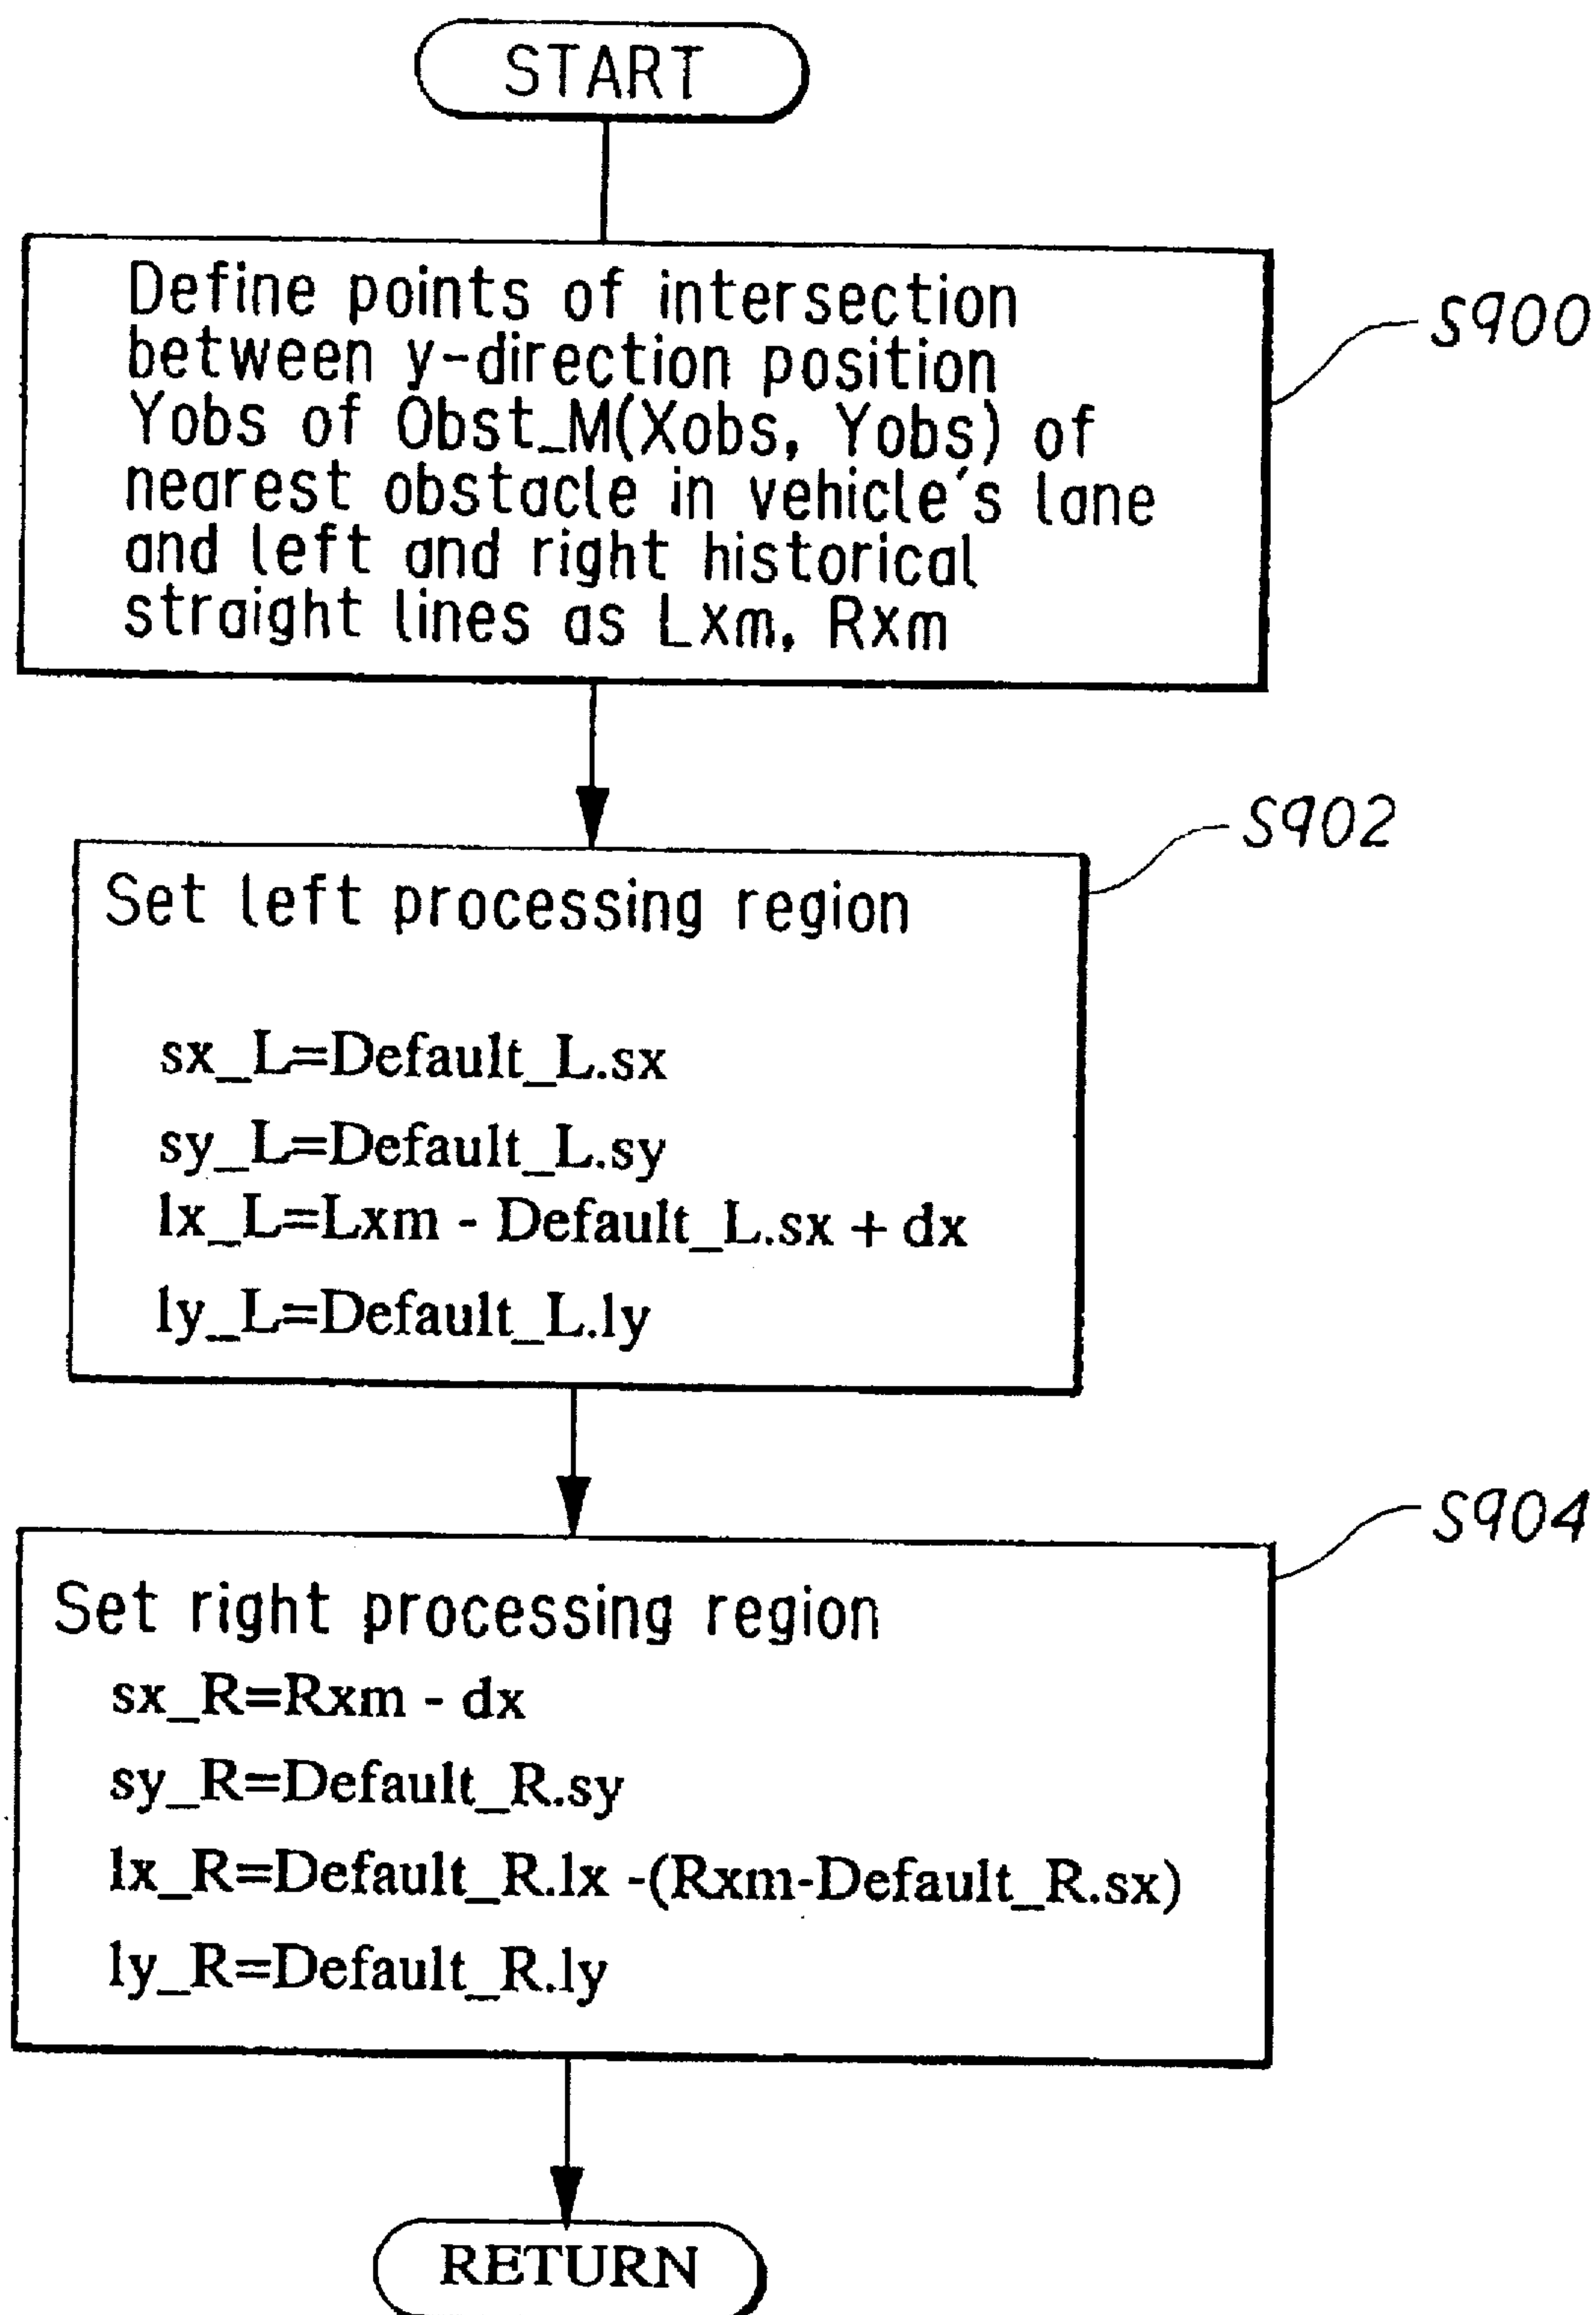 START
Define points of intersection
between y-direction position
Yobs of Obst_M(Xobs, Yobs) of
nearest obstacle in vehicle's lane
and left and right historical
straight lines as Lxm, Rxm
S900
Set left processing region
S902
sx_L=Default_L.sx
sy_L=Default_L.sy
lx_L=Lxm - Default_L.sx + dx
ly_L=Default_L.ly
Set right processing region
S904
sx_R=Rxm - dx
sy_R=Default_R.sy
lx_R=Default_R.lx -(Rxm-Default_R.sx)
ly_R=Default_R.ly
RETURN